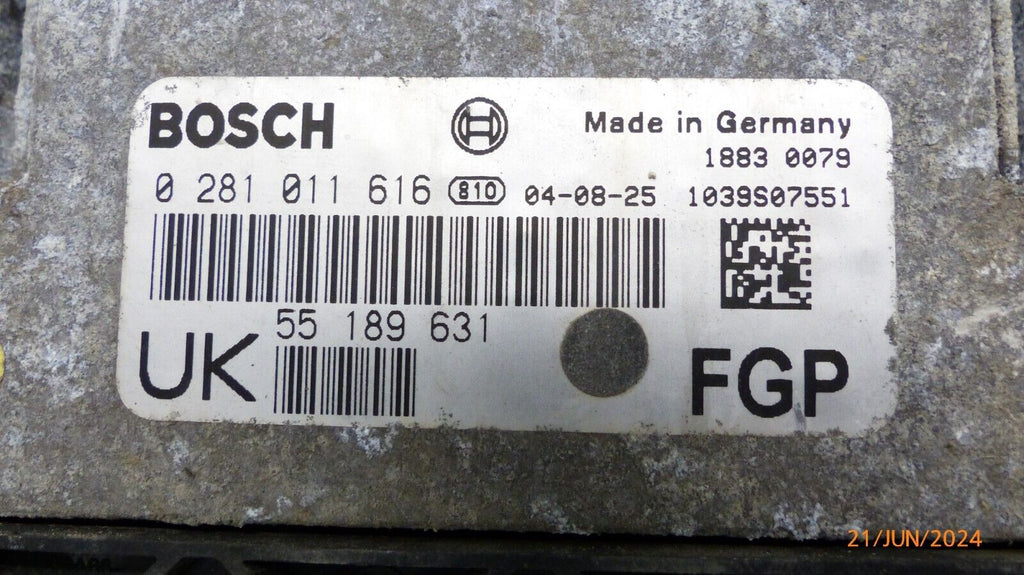 BOSCH Made in Germany
1883 0079
0 281 011 616 810 04-08-25 1039S07551
55 189 631
UK FGP
21/JUN/2024